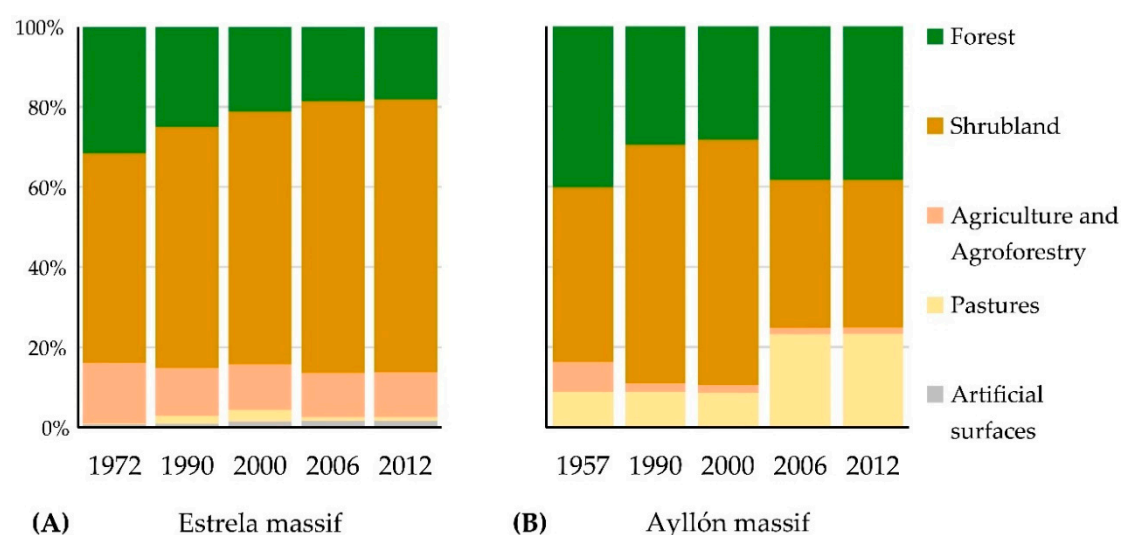 100%
80%
60%
40%
20%
0%
1972 1990 2000 2006 2012
(A) Estrela massif
1957 1990 2000 2006 2012
(B) Ayllón massif
Forest
Shrubland
Agriculture and
Agroforestry
Pastures
Artificial
surfaces